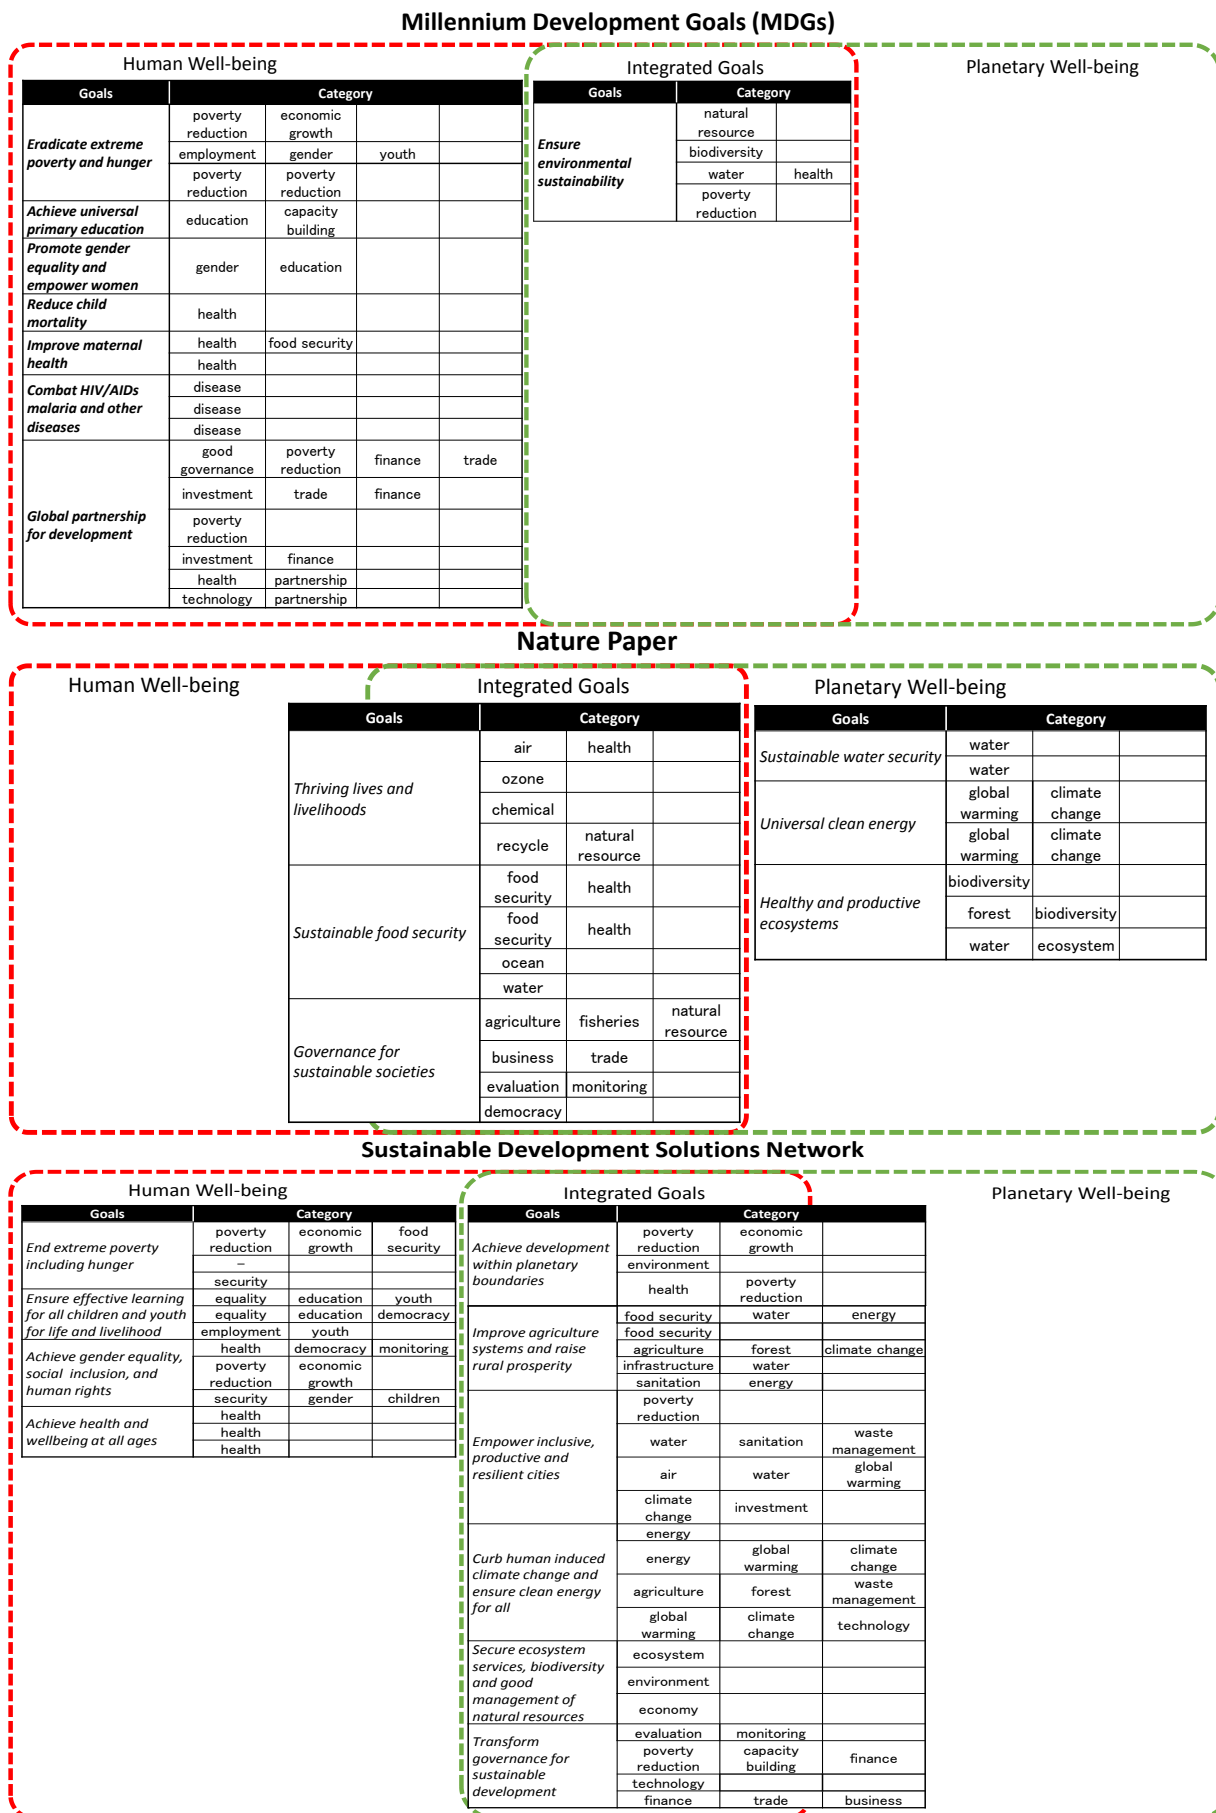 Millennium Development Goals (MDGs)
Human Well-being
Goals Category
Eradicate extreme
poverty and hunger
poverty
reduction
economic
growth
employment gender youth
poverty
reduction
poverty
reduction
Achieve universal
primary education
education
capacity
building
Promote gender
equality and
empower women
gender education
Reduce child
mortality
health
Improve maternal
health
health food security
health
Combat HIV/AIDs
malaria and other
diseases
disease
disease
disease
Global partnership
for development
good
governance
poverty
reduction
finance trade
investment trade finance
poverty
reduction
investment finance
health partnership
technology partnership
Integrated Goals
Goals Category
Ensure
environmental
sustainability
natural
resource
biodiversity
water health
poverty
reduction
Planetary Well-being
Nature Paper
Human Well-being
Integrated Goals
Goals Category
Thriving lives and
livelihoods
air health
ozone
chemical
recycle
natural
resource
Sustainable food security
food
security
health
food
security
health
ocean
water
Governance for
sustainable societies
agriculture fisheries
natural
resource
business trade
evaluation monitoring
democracy
Planetary Well-being
Goals Category
Sustainable water security
water
water
Universal clean energy
global
warming
climate
change
global
warming
climate
change
Healthy and productive
ecosystems
biodiversity
forest biodiversity
water ecosystem
Sustainable Development Solutions Network
Human Well-being
Goals Category
End extreme poverty
including hunger
poverty
reduction
economic
growth
food
security
–
security
Ensure effective learning
for all children and youth
for life and livelihood
equality education youth
equality education democracy
employment youth
Achieve gender equality,
social inclusion, and
human rights
health democracy monitoring
poverty
reduction
economic
growth
security gender children
Achieve health and
wellbeing at all ages
health
health
health
Integrated Goals
Goals Category
Achieve development
within planetary
boundaries
poverty
reduction
economic
growth
environment
health
poverty
reduction
Improve agriculture
systems and raise
rural prosperity
food security water energy
food security
agriculture forest climate change
infrastructure water
sanitation energy
Empower inclusive,
productive and
resilient cities
poverty
reduction
water sanitation
waste
management
air water
global
warming
climate
change
investment
Curb human induced
climate change and
ensure clean energy
for all
energy
energy
global
warming
climate
change
agriculture forest
waste
management
global
warming
climate
change
technology
Secure ecosystem
services, biodiversity
and good
management of
natural resources
ecosystem
environment
economy
Transform
governance for
sustainable
development
evaluation monitoring
poverty
reduction
capacity
building
finance
technology
finance trade business
Planetary Well-being